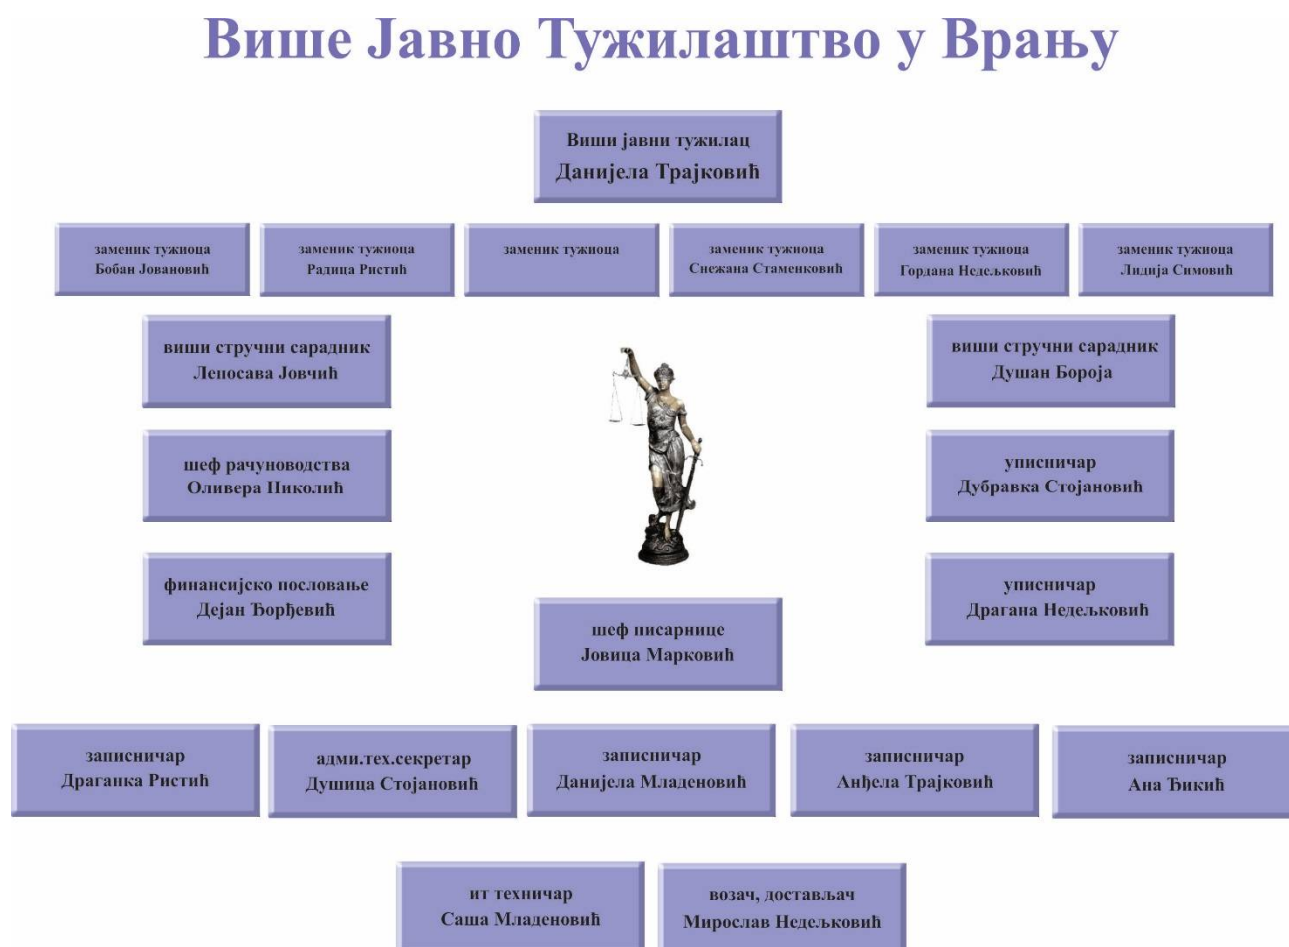 Више Јавно Тужилаштво у Врању
Виши јавни тужилац
Данијела Трајковић
заменик тужиоца
Бобан Јовановић
заменик тужиоца
Радица Ристић
заменик тужиоца
заменик тужиоца
Снежана Стаменковић
заменик тужиоца
Гордана Недељковић
заменик тужиоца
Лидија Симовић
виши стручни сарадник
Лепосава Јовчић
виши стручни сарадник
Душан Бороја
шеф рачуноводства
Оливера Николић
уписничар
Дубравка Стојановић
финансијско пословање
Дејан Ђорђевић
уписничар
Драгана Недељковић
шеф писарнице
Јовица Марковић
записничар
Драганка Ристић
адми.тех.секретар
Душица Стојановић
записничар
Данијела Младеновић
записничар
Анђела Трајковић
записничар
Ана Ђикић
ит техничар
Саша Младеновић
возач, достављач
Мирослав Недељковић